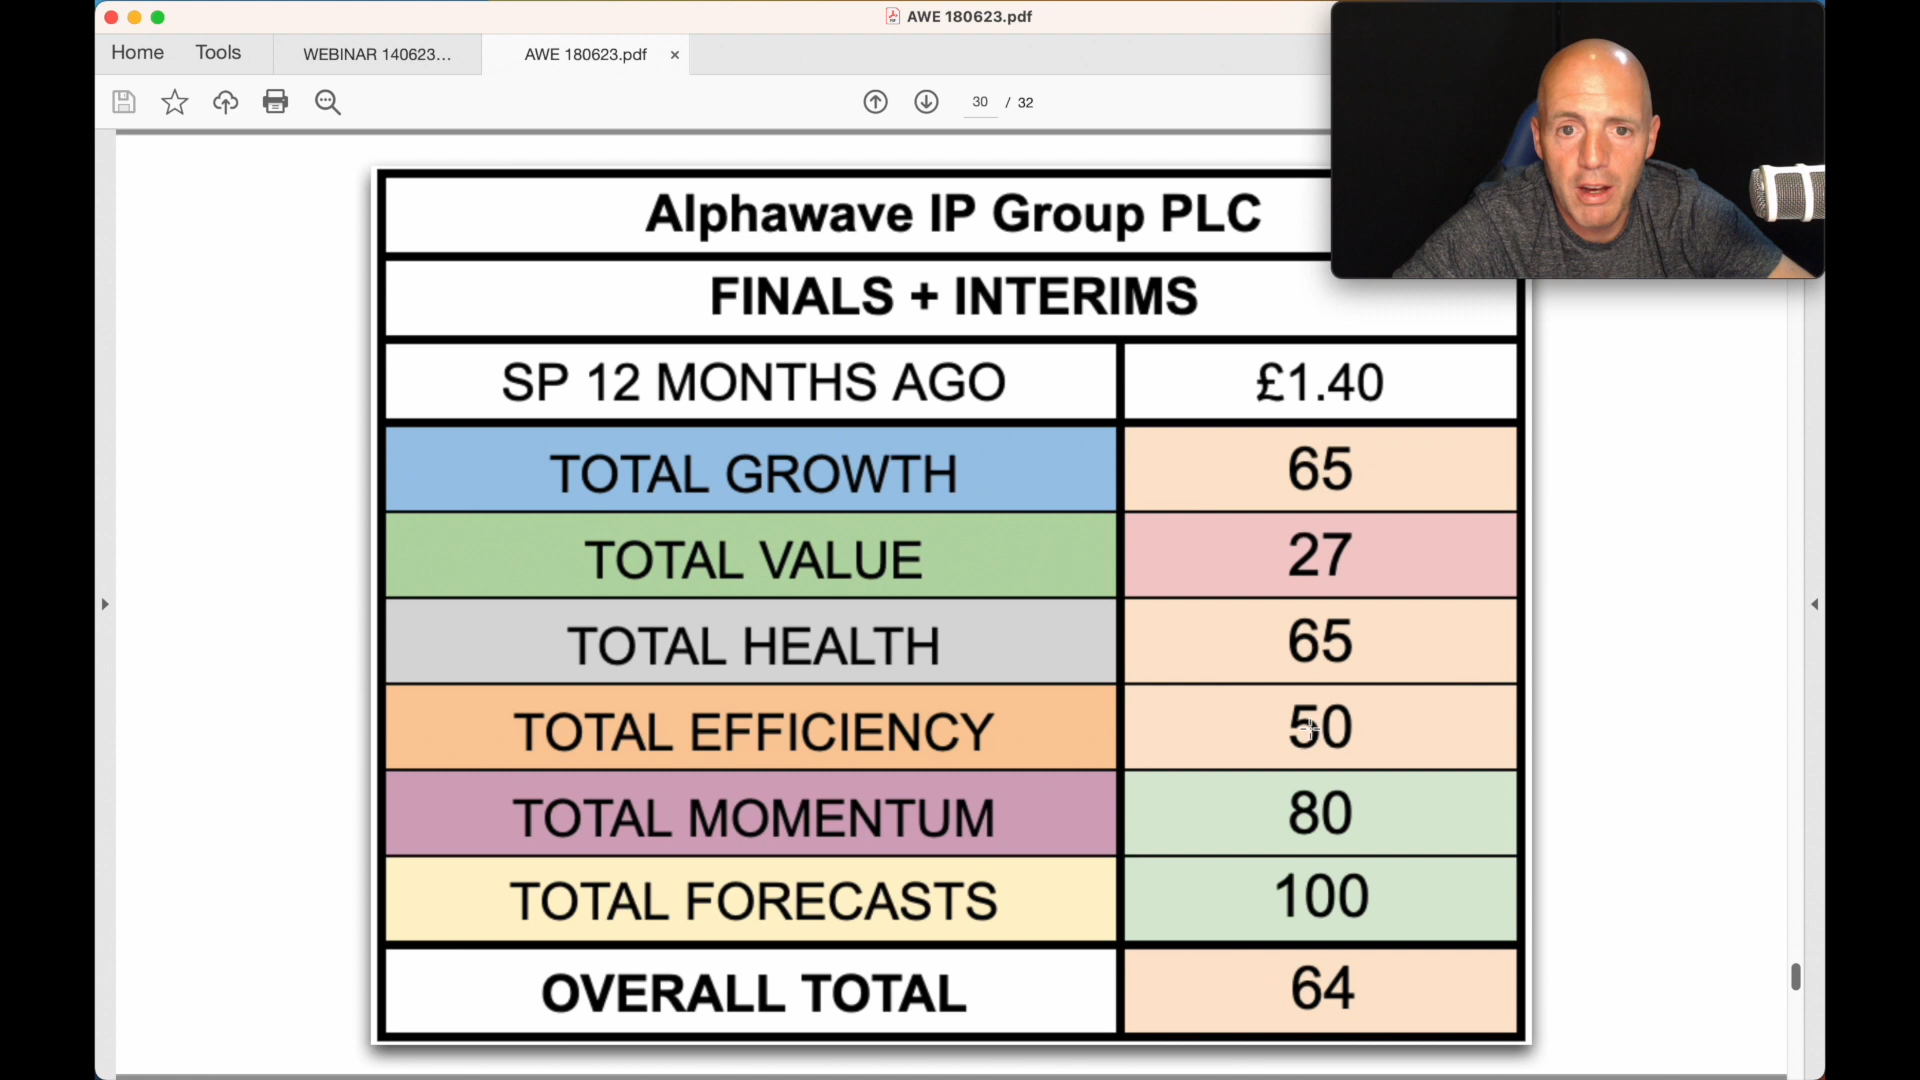 AWE 180623.pdf
Home
Tools
WEBINAR 140623...
AWE 180623.pdf
30 / 32
Alphawave IP Group PLC
FINALS + INTERIMS
SP 12 MONTHS AGO £1.40
TOTAL GROWTH 65
TOTAL VALUE 27
TOTAL HEALTH 65
TOTAL EFFICIENCY 50
TOTAL MOMENTUM 80
TOTAL FORECASTS 100
OVERALL TOTAL 64